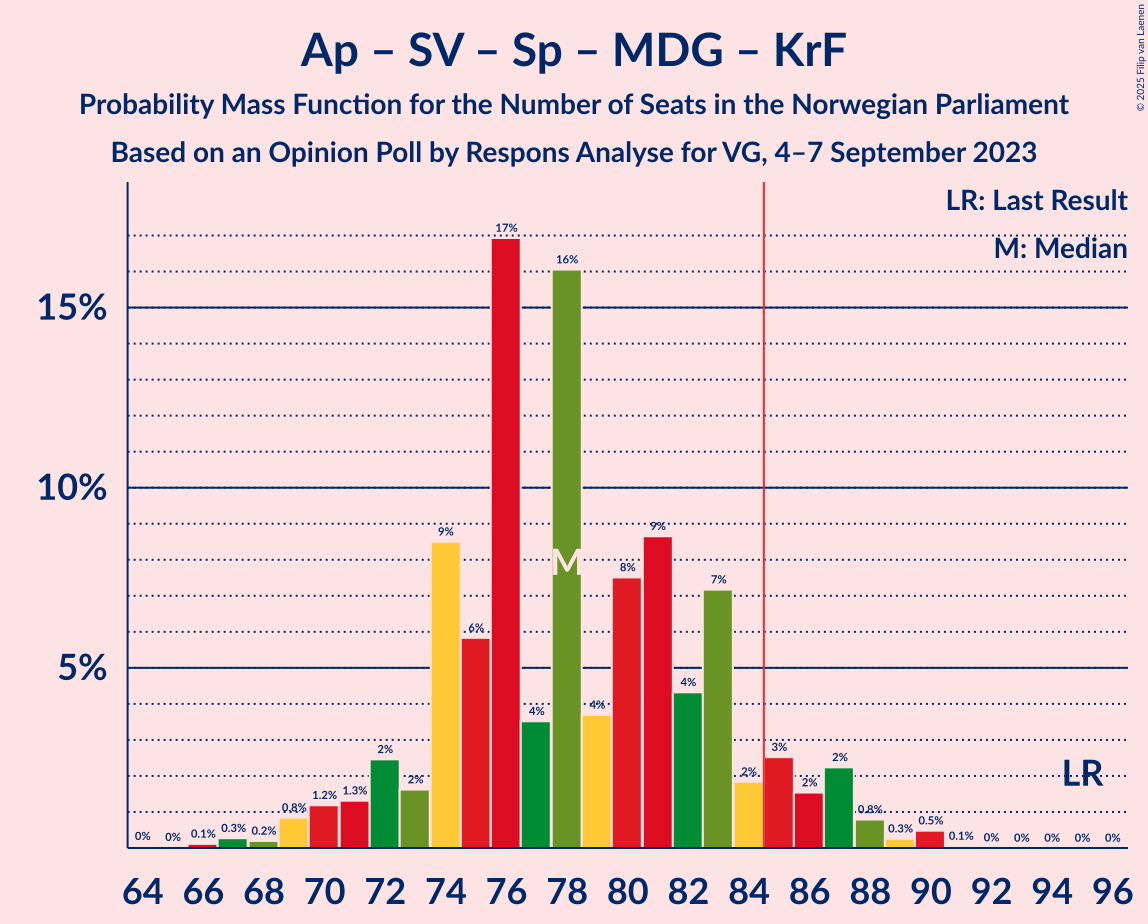 Ap – SV – Sp – MDG – KrF
Probability Mass Function for the Number of Seats in the Norwegian Parliament
Based on an Opinion Poll by Respons Analyse for VG, 4–7 September 2023
© 2025 Filip van Laenen
LR: Last Result
M: Median
15%
10%
5%
0% 0% 0.1% 0.3% 0.2% 0.8% 1.2% 1.3% 2% 2% 9% 6% 17% 4% 16% 4% 8% 9% 4% 7% 2% 3% 2% 2% 0.8% 0.3% 0.5% 0.1% 0% 0% 0% 0% 0%
M
LR
64 66 68 70 72 74 76 78 80 82 84 86 88 90 92 94 96